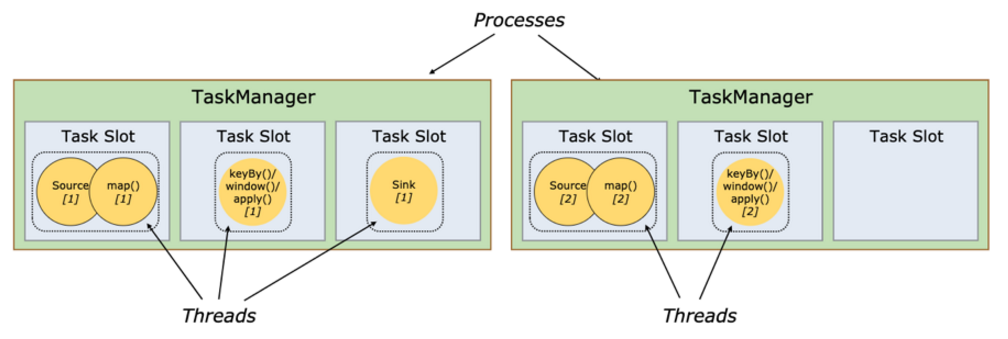 Processes
TaskManager
Task Slot
Source
[1]
map()
[1]
Task Slot
keyBy()/
window()/
apply()
[1]
Task Slot
Sink
[1]
TaskManager
Task Slot
Source
[2]
map()
[2]
Task Slot
keyBy()/
window()/
apply()
[2]
Task Slot
Threads
Threads